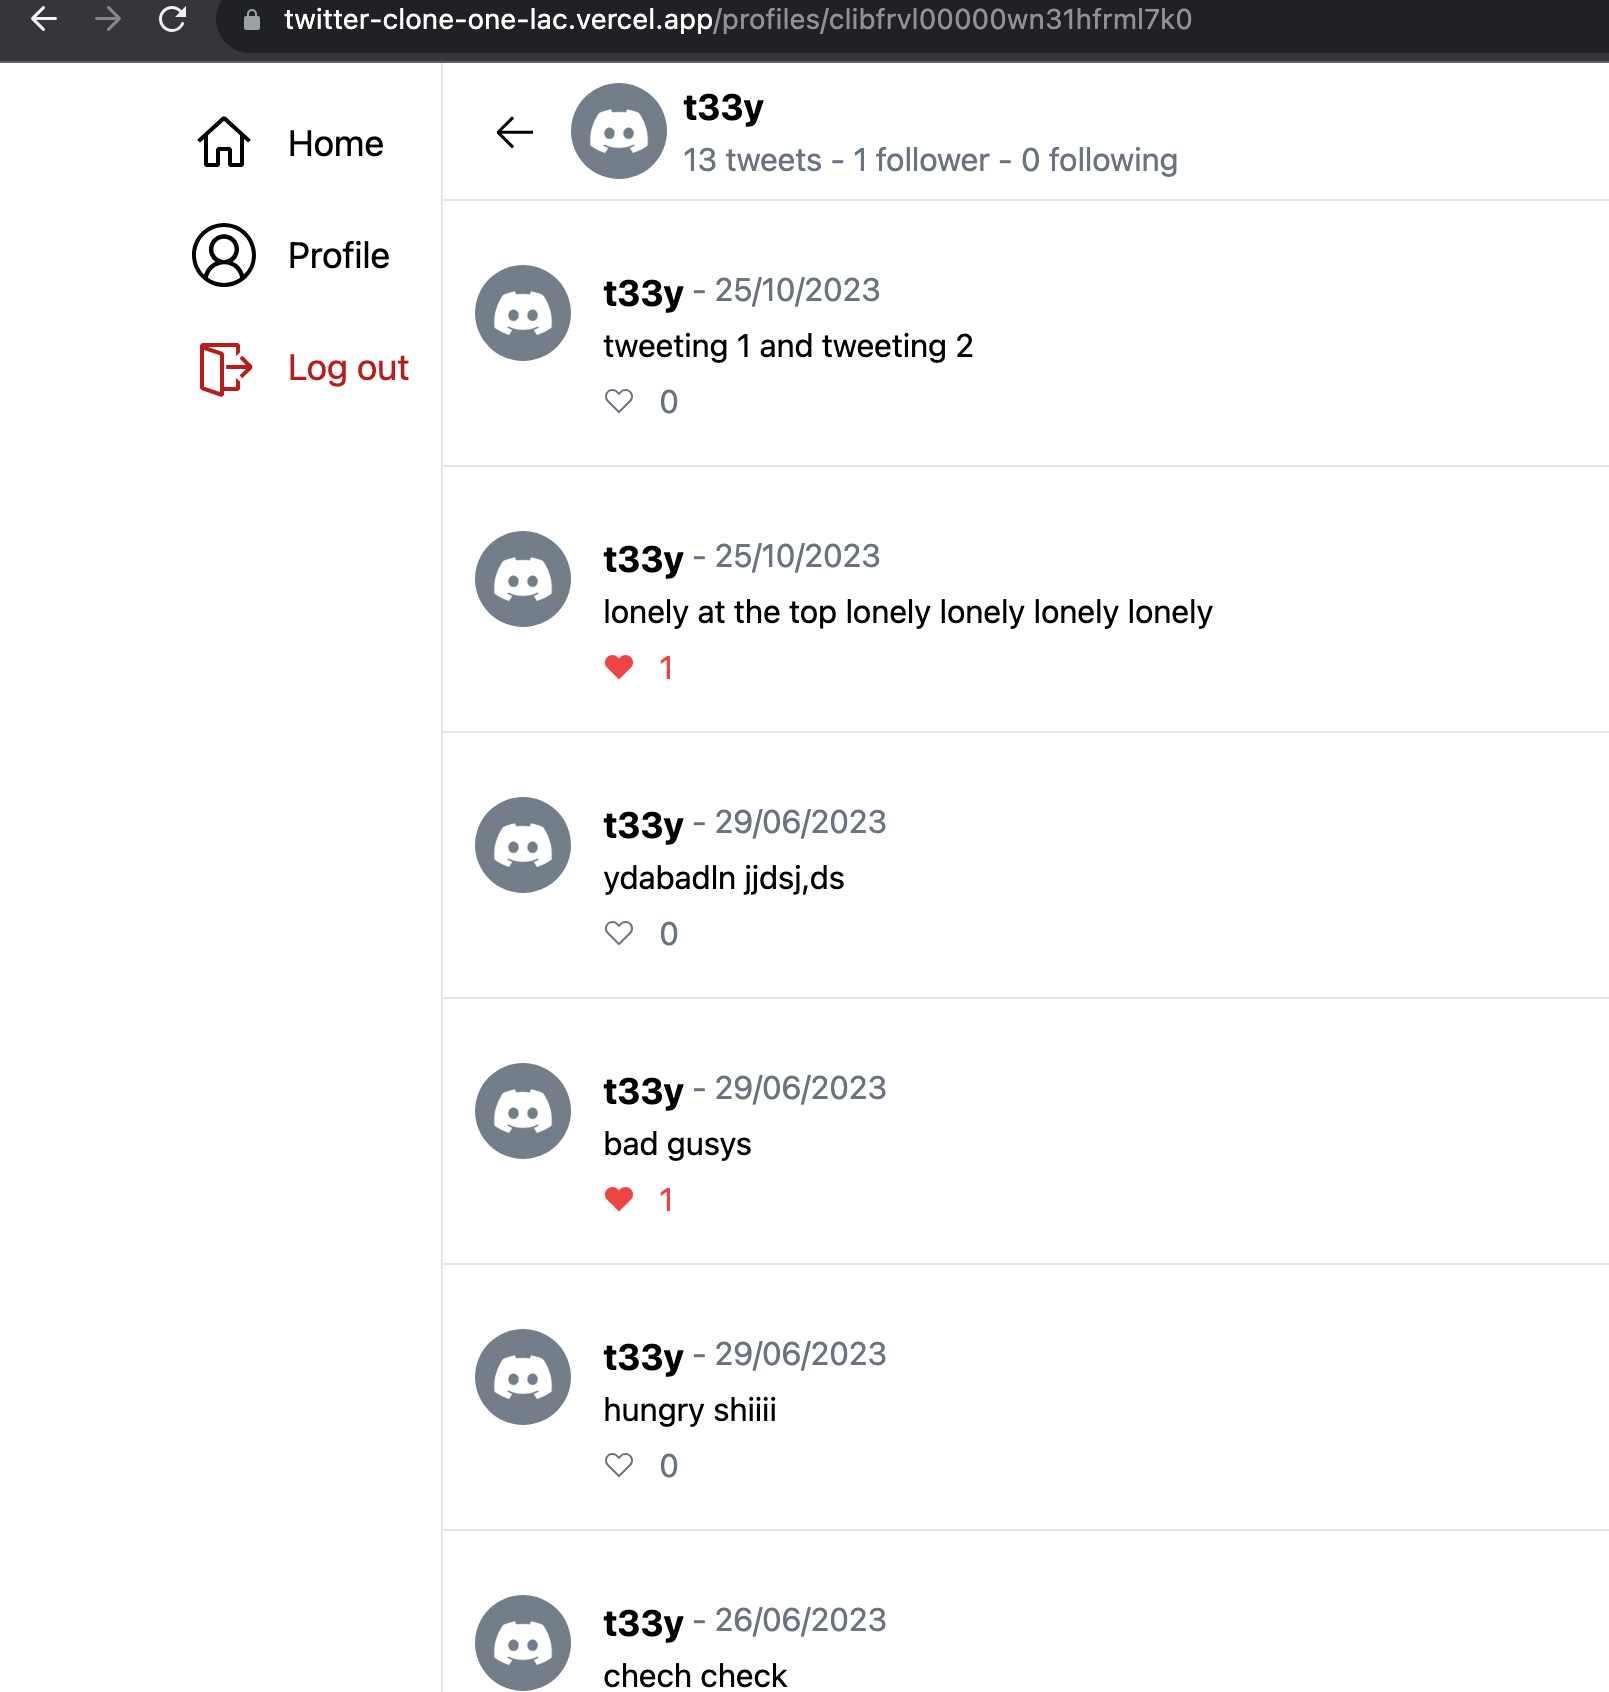 twitter-clone-one-lac.vercel.app/profiles/clibfrvl00000wn31hfrml7k0
Home
Profile
Log out
t33y
13 tweets - 1 follower - 0 following
t33y - 25/10/2023
tweeting 1 and tweeting 2
0
t33y - 25/10/2023
lonely at the top lonely lonely lonely lonely
1
t33y - 29/06/2023
ydabadln jjdsj,ds
0
t33y - 29/06/2023
bad gusys
1
t33y - 29/06/2023
hungry shiiii
0
t33y - 26/06/2023
chech check